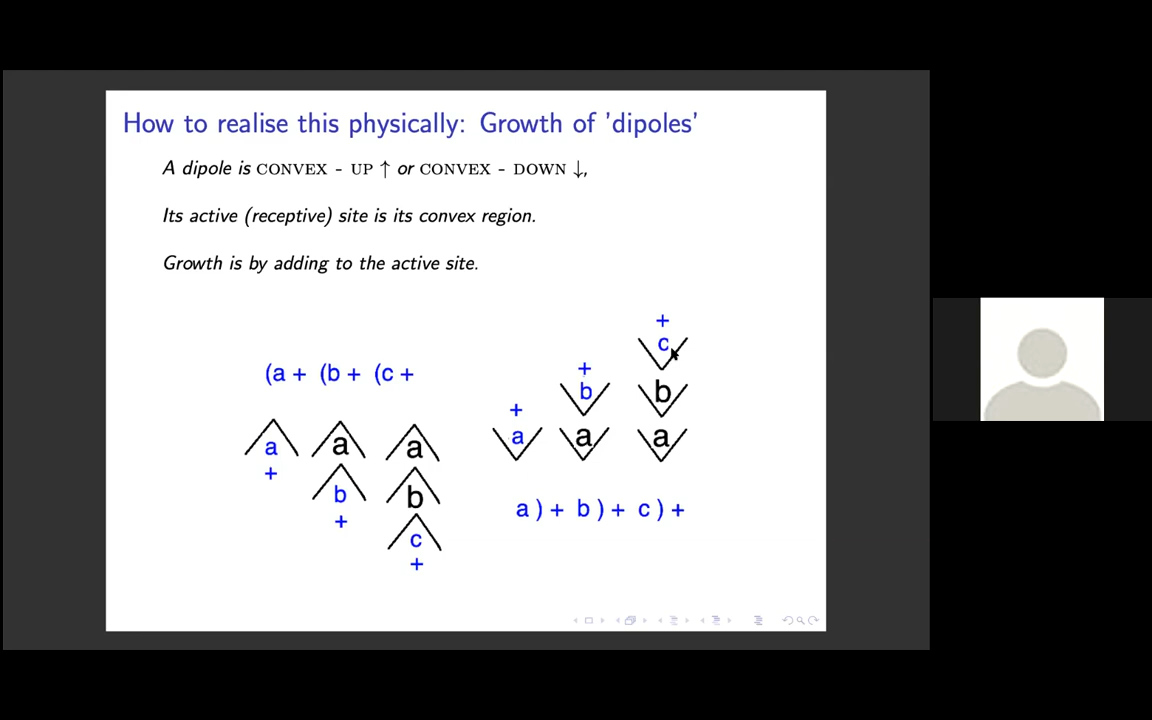 How to realise this physically: Growth of 'dipoles'
A dipole is CONVEX - UP ↑ or CONVEX - DOWN ↓,
Its active (receptive) site is its convex region.
Growth is by adding to the active site.
(a + (b + (c +
a
+
a
b
+
a
b
c
+
+
a
+
b
a
+
c
b
a
a ) + b ) + c ) +